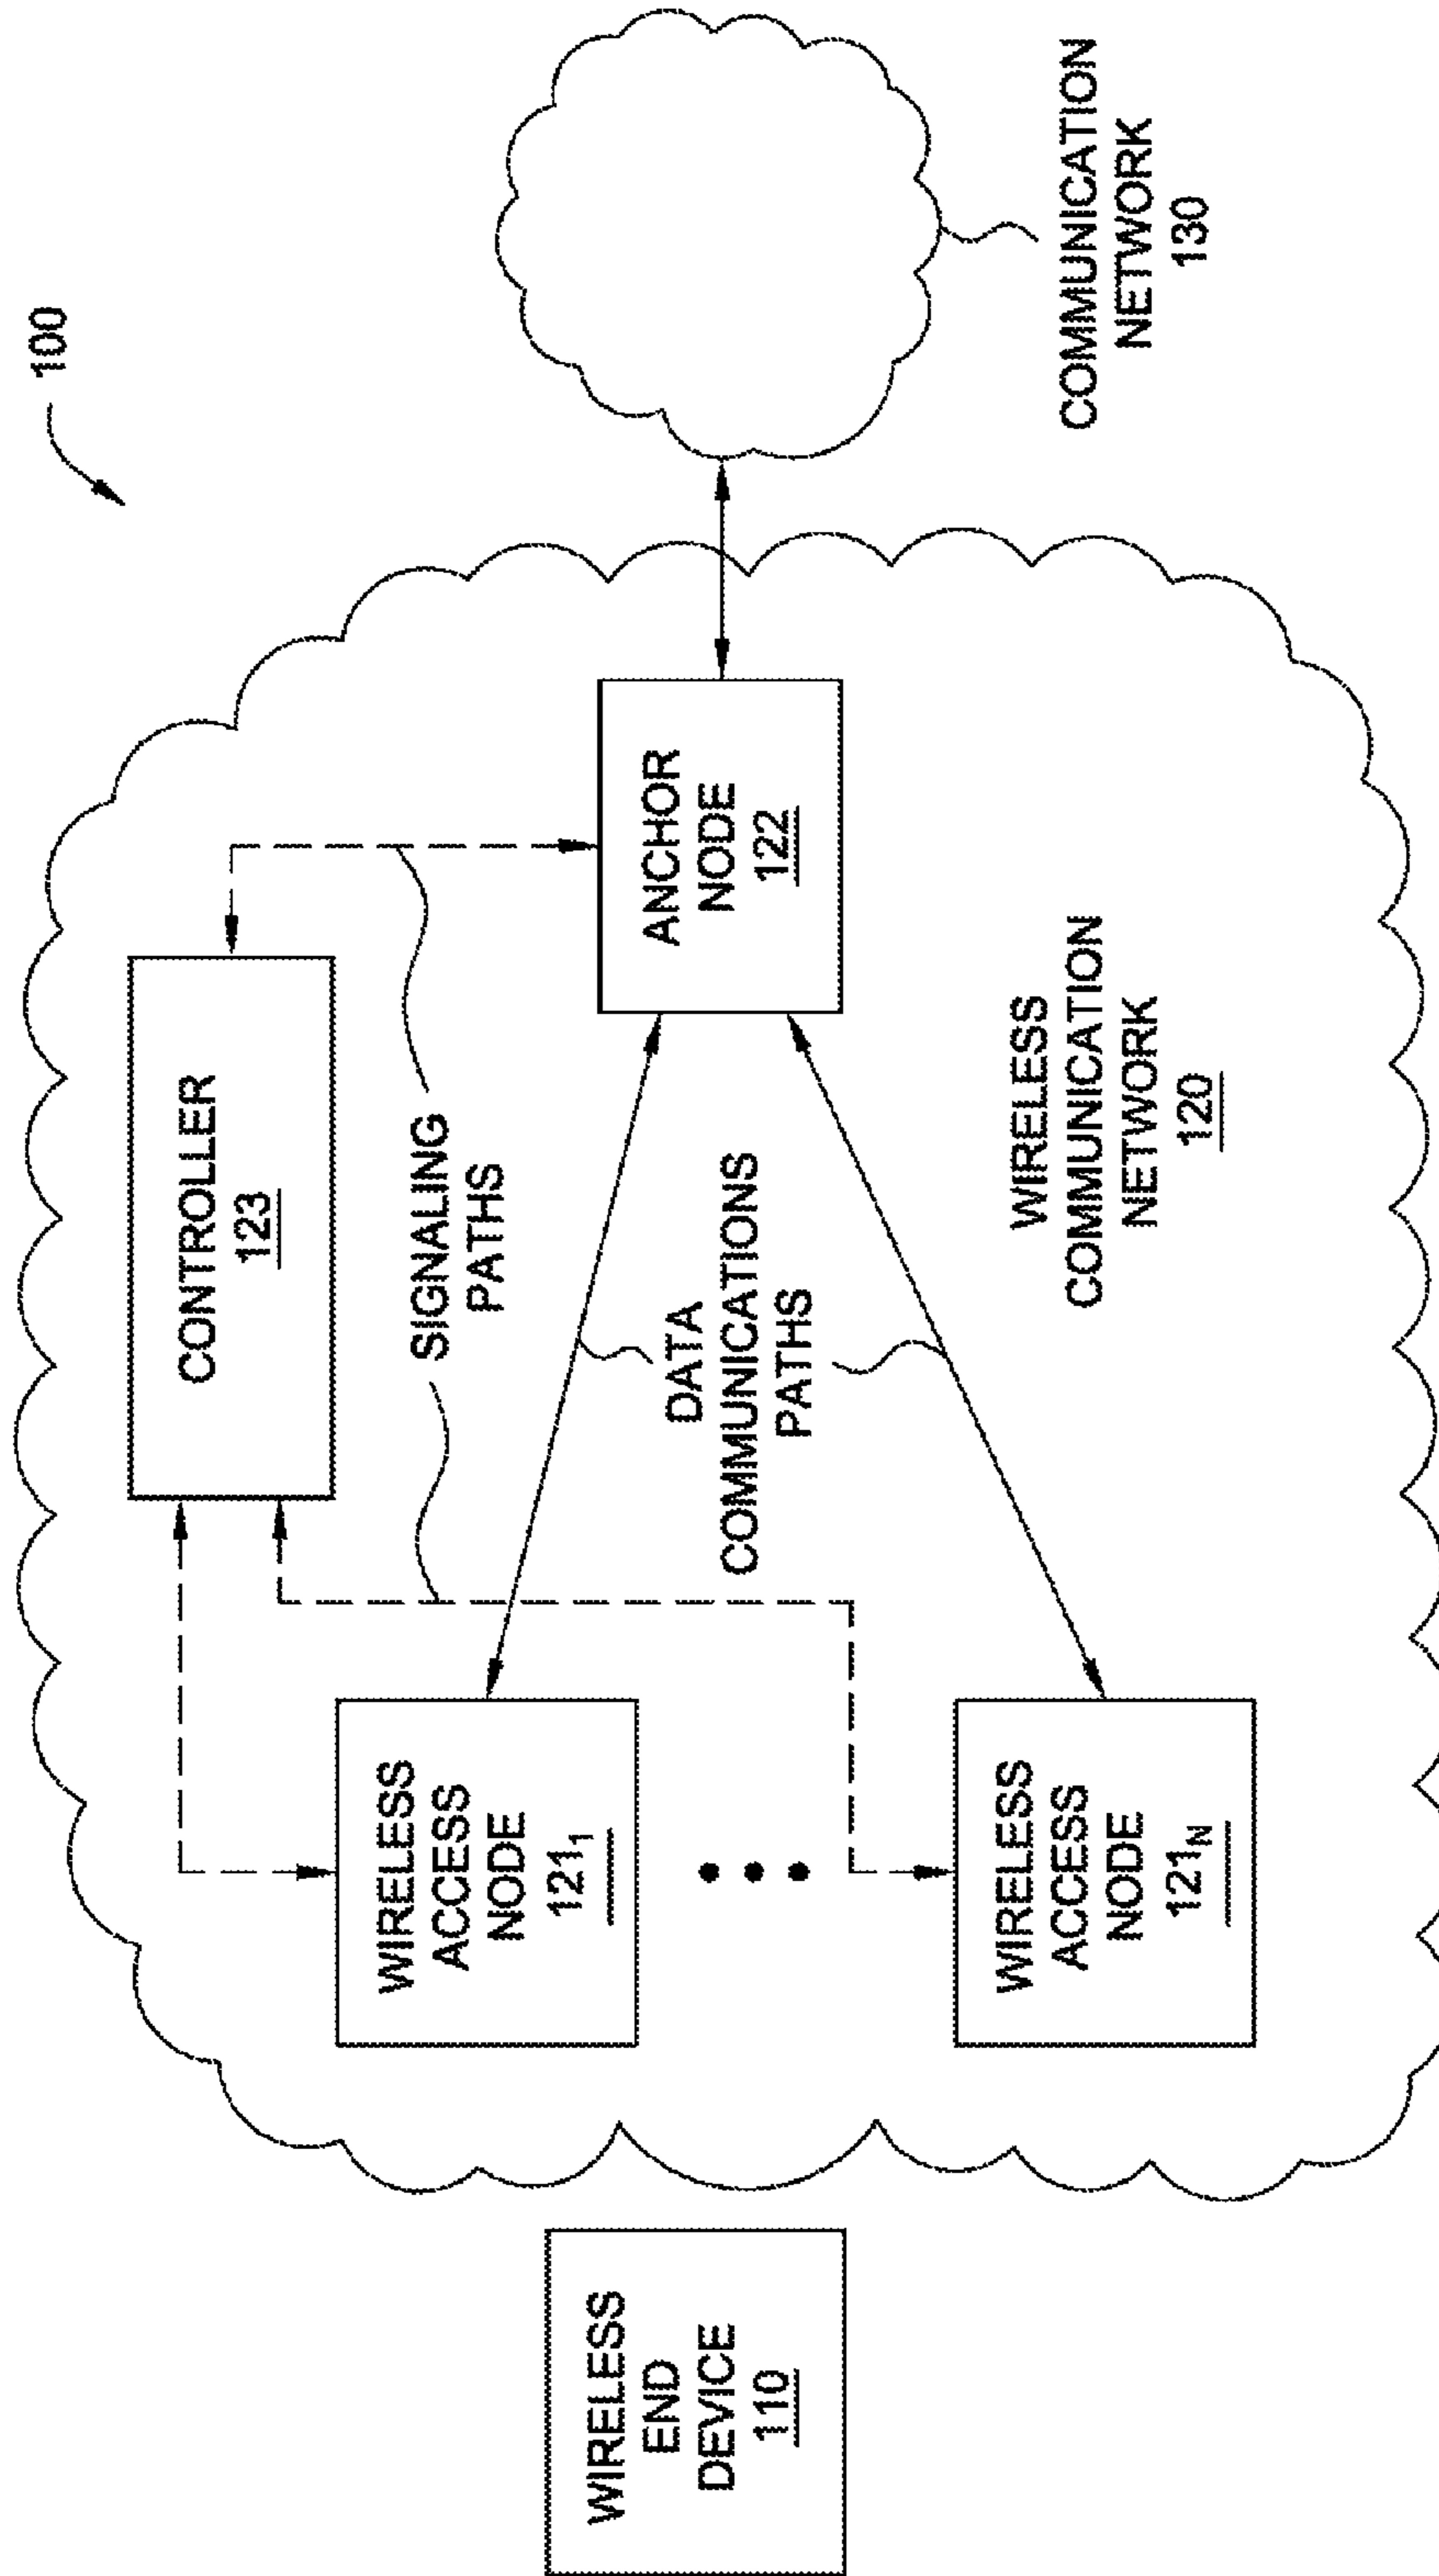 100
CONTROLLER
123
SIGNALING
PATHS
WIRELESS
ACCESS
NODE
121₁
DATA
COMMUNICATIONS
PATHS
ANCHOR
NODE
122
WIRELESS
END
DEVICE
110
WIRELESS
ACCESS
NODE
121N
WIRELESS
COMMUNICATION
NETWORK
120
COMMUNICATION
NETWORK
130